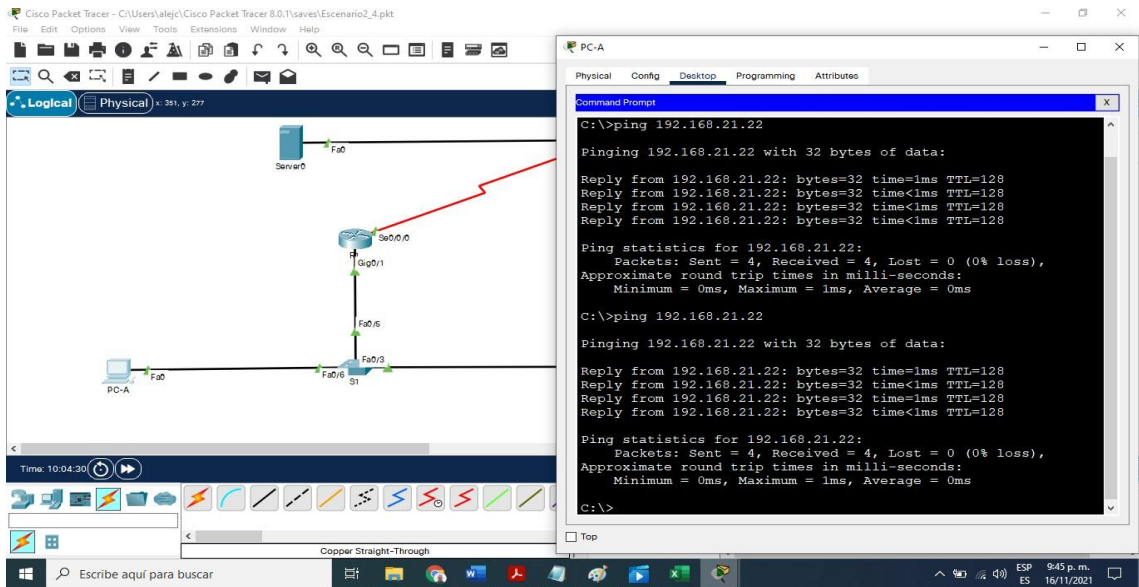 Cisco Packet Tracer - C:\Users\alejc\Cisco Packet Tracer 8.0.1\saves\Escenario2_4.pkt
File Edit Options View Tools Extensions Window Help
Logical Physical x: 351, y: 277
Server0
Fa0
Se0/0/0
Gig0/1
Fa0/5
Fa0/3
Fa0/6
S1
Fa0
PC-A
Time: 10:04:30
Copper Straight-Through
PC-A
Physical Config Desktop Programming Attributes
Command Prompt X
C:\>ping 192.168.21.22
Pinging 192.168.21.22 with 32 bytes of data:
Reply from 192.168.21.22: bytes=32 time=1ms TTL=128
Reply from 192.168.21.22: bytes=32 time<1ms TTL=128
Reply from 192.168.21.22: bytes=32 time<1ms TTL=128
Reply from 192.168.21.22: bytes=32 time<1ms TTL=128
Ping statistics for 192.168.21.22:
Packets: Sent = 4, Received = 4, Lost = 0 (0% loss),
Approximate round trip times in milli-seconds:
Minimum = 0ms, Maximum = 1ms, Average = 0ms
C:\>ping 192.168.21.22
Pinging 192.168.21.22 with 32 bytes of data:
Reply from 192.168.21.22: bytes=32 time<1ms TTL=128
Reply from 192.168.21.22: bytes=32 time<1ms TTL=128
Reply from 192.168.21.22: bytes=32 time=1ms TTL=128
Reply from 192.168.21.22: bytes=32 time<1ms TTL=128
Ping statistics for 192.168.21.22:
Packets: Sent = 4, Received = 4, Lost = 0 (0% loss),
Approximate round trip times in milli-seconds:
Minimum = 0ms, Maximum = 1ms, Average = 0ms
C:\>
Top
Escribe aquí para buscar
ESP
ES
9:45 p. m.
16/11/2021